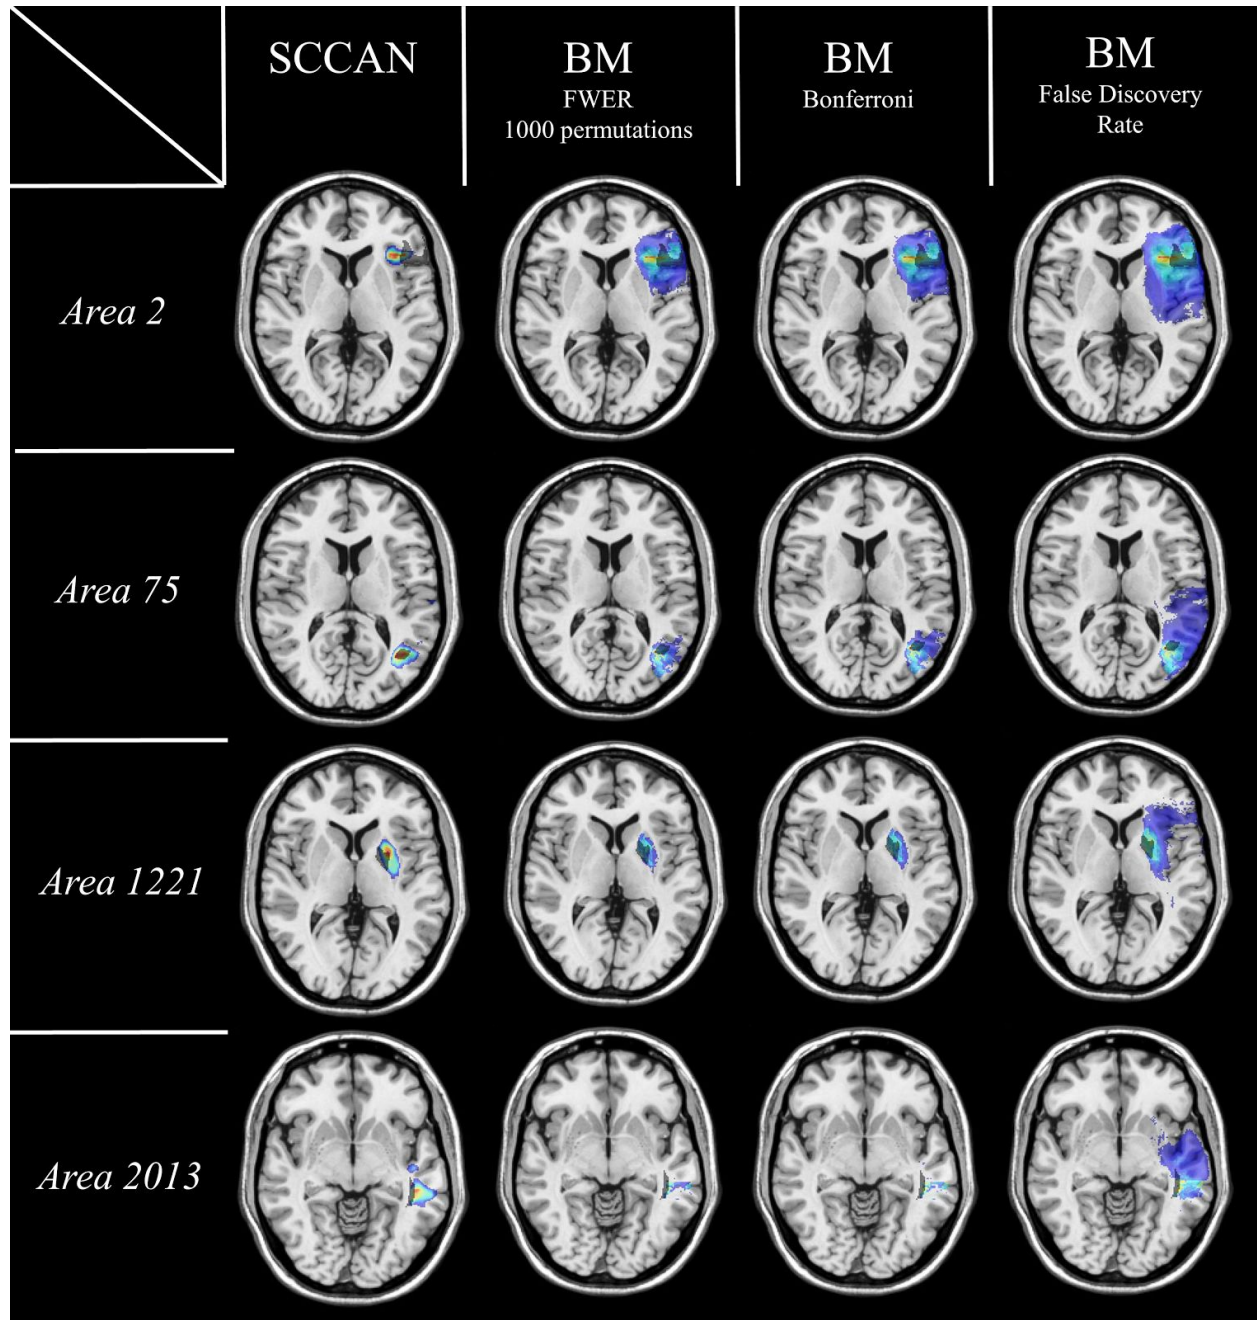 SCCAN
BM
FWER
1000 permutations
BM
Bonferroni
BM
False Discovery
Rate
Area 2
Area 75
Area 1221
Area 2013